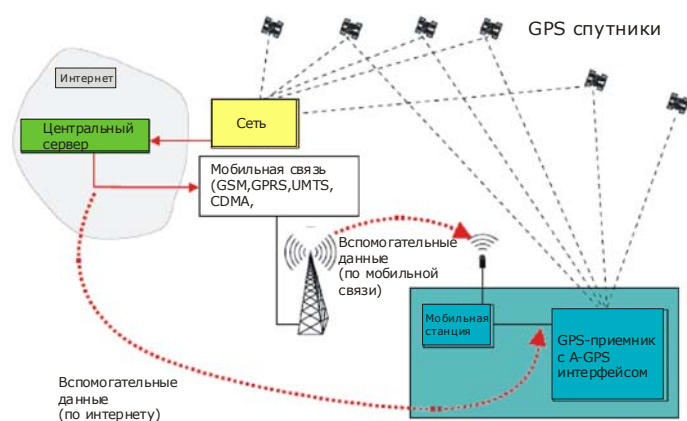 GPS спутники
Интернет
Сеть
Центральный
сервер
Мобильная связь
(GSM,GPRS,UMTS,
CDMA,
Вспомогательные
данные
(по мобильной
связи)
Мобильная
станция
GPS-приемник
с A-GPS
интерфейсом
Вспомогательные
данные
(по интернету)